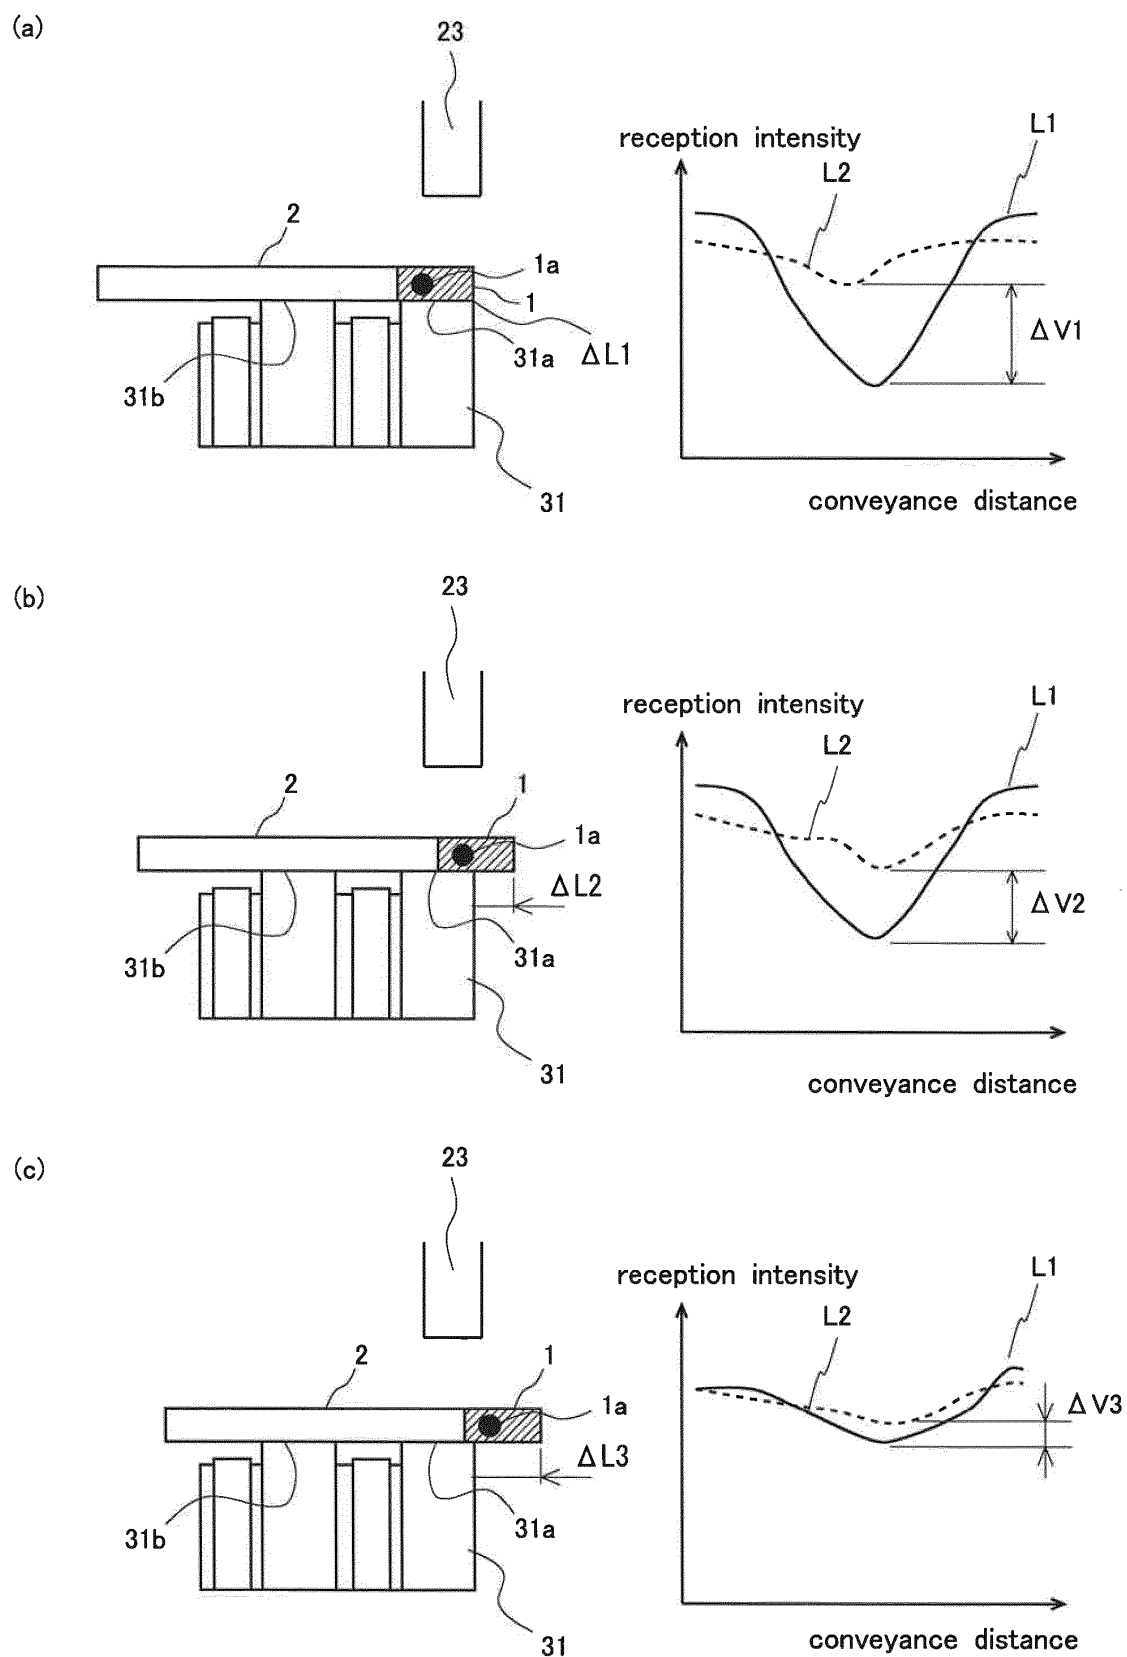 (a)
23
reception intensity
L1
L2
2
1a
1
ΔL1
31a
31b
31
ΔV1
conveyance distance
(b)
23
reception intensity
L1
L2
2
1
1a
ΔL2
31b
31a
31
ΔV2
conveyance distance
(c)
23
reception intensity
L1
L2
2
1
1a
ΔL3
31b
31a
31
ΔV3
conveyance distance